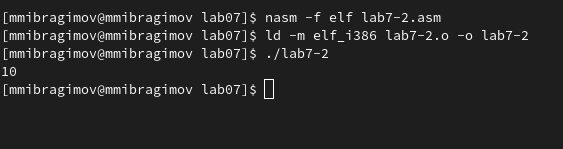 [mmibragimov@mmibragimov lab07]$ nasm -f elf lab7-2.asm
[mmibragimov@mmibragimov lab07]$ ld -m elf_i386 lab7-2.o -o lab7-2
[mmibragimov@mmibragimov lab07]$ ./lab7-2
10
[mmibragimov@mmibragimov lab07]$